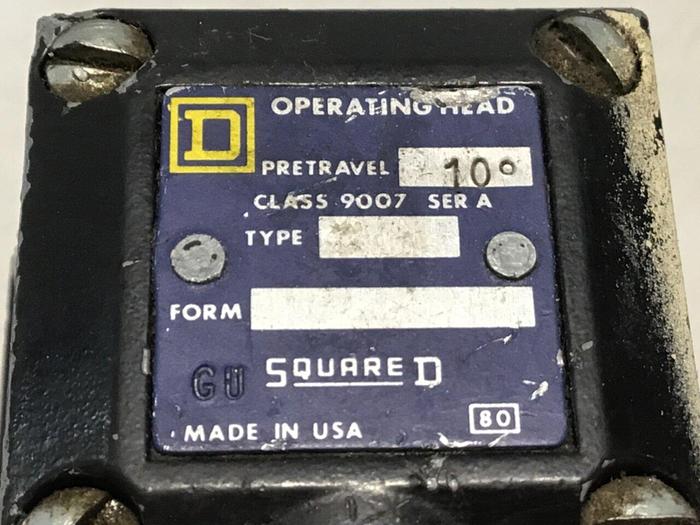 D OPERATING HEAD
PRETRAVEL 10°
CLASS 9007 SER A
TYPE
FORM
GU SQUARE D
MADE IN USA 80